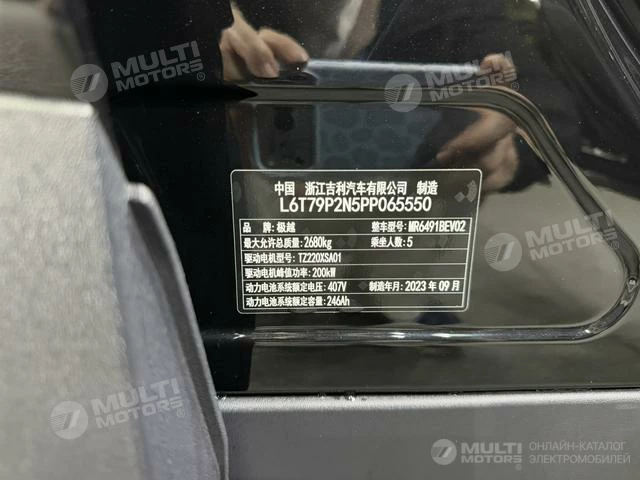 MULTI MOTORS®
MULTI MOTORS®
中国 浙江吉利汽车有限公司 制造
L6T79P2N5PP065550
品牌：极越 整车型号：MR6491BEV02
最大允许总质量：2680kg 乘坐人数：5
驱动电机型号：TZ220XSA01
驱动电机峰值功率：200kW
动力电池系统额定电压：407V 制造年月：2023 年 09 月
动力电池系统额定容量：246Ah
MULTI MOTORS®
MULTI MOTORS® ОНЛАЙН-КАТАЛОГ ЭЛЕКТРОМОБИЛЕЙ